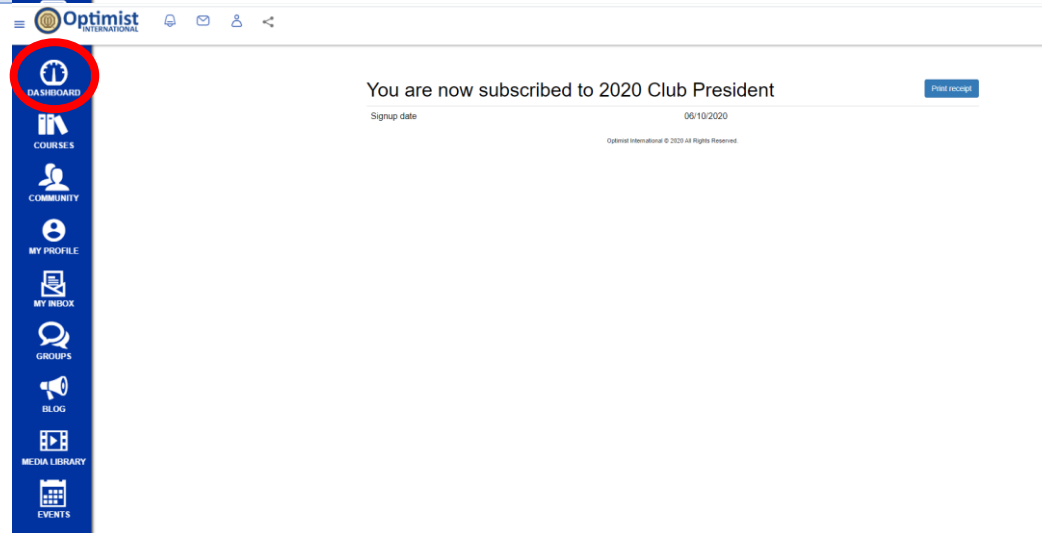 Optimist
INTERNATIONAL
DASHBOARD
COURSES
COMMUNITY
MY PROFILE
MY INBOX
GROUPS
BLOG
MEDIA LIBRARY
EVENTS
You are now subscribed to 2020 Club President
Print receipt
Signup date 06/10/2020
Optimist International © 2020 All Rights Reserved.